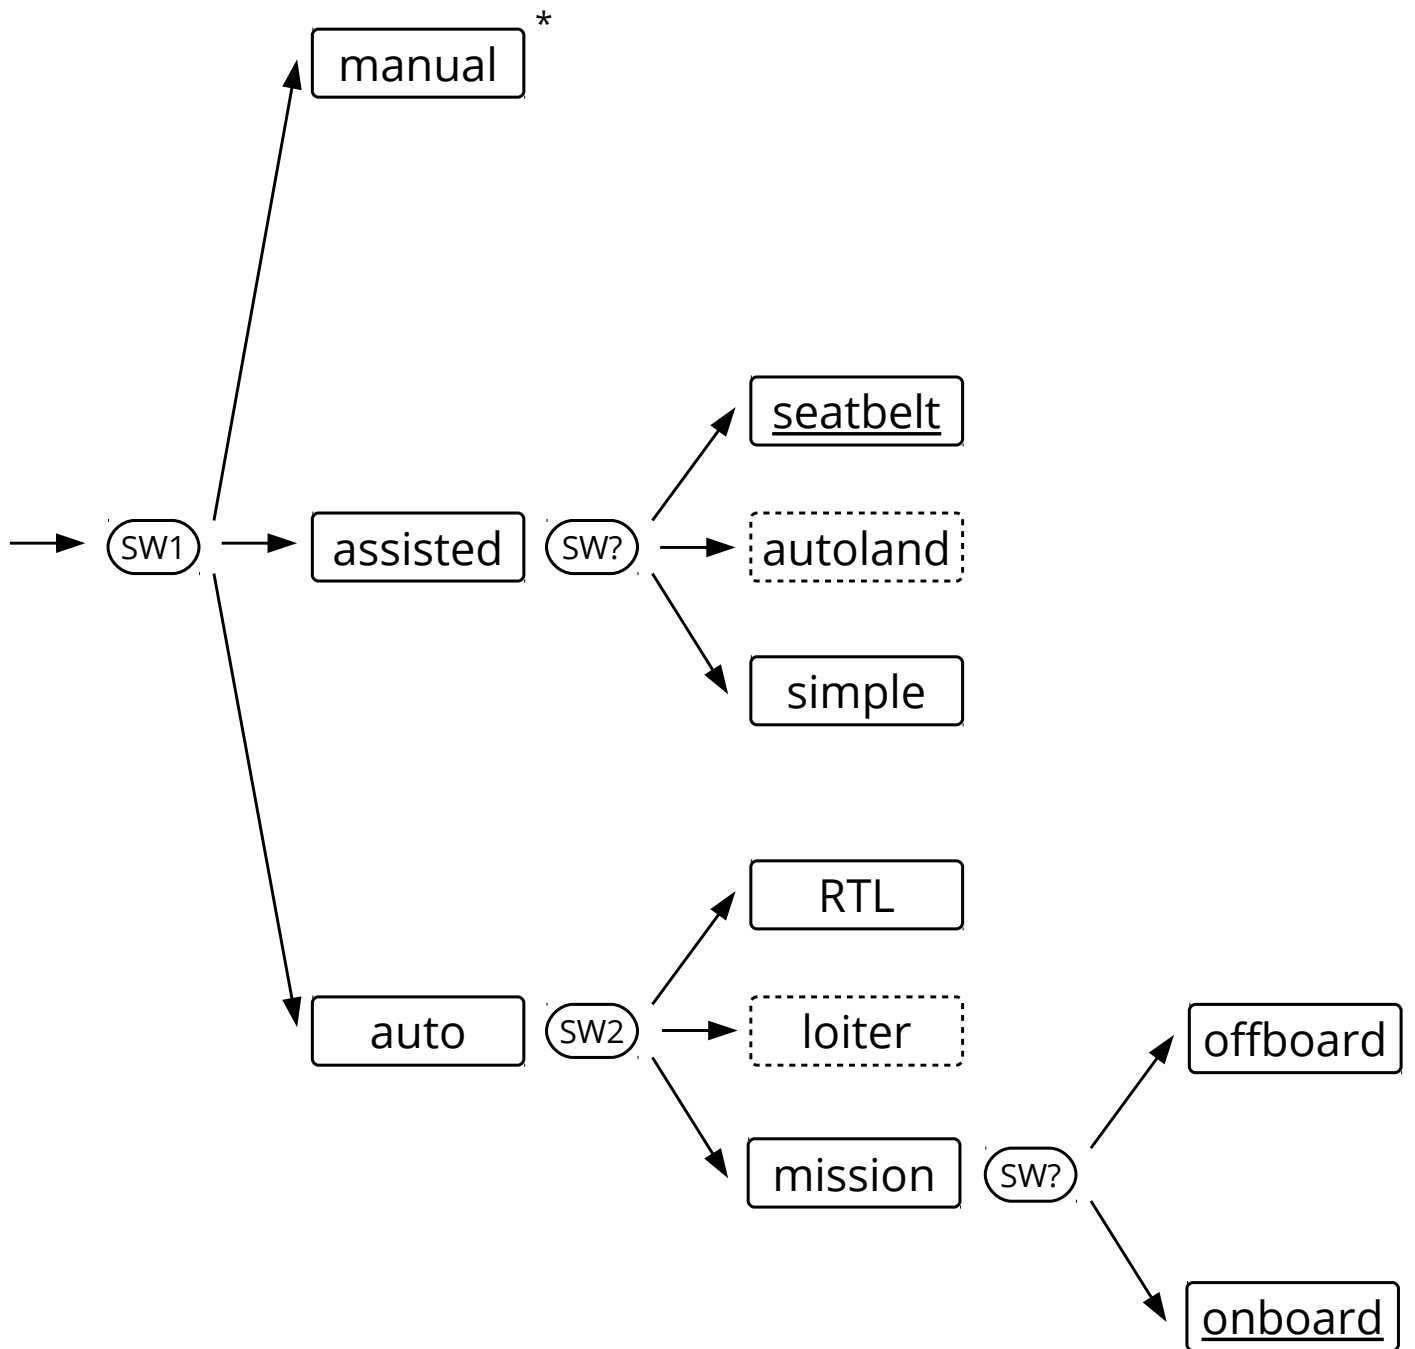 manual *
seatbelt
SW1 assisted SW? autoland
simple
RTL
auto SW2 loiter offboard
mission SW?
onboard